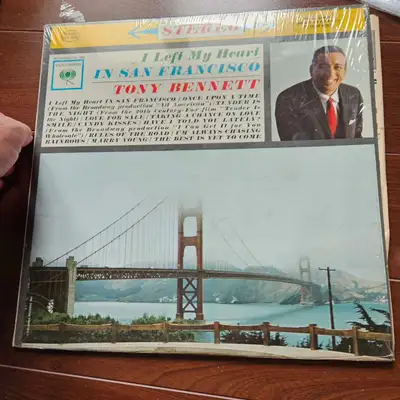 STEREO
COLUMBIA
I Left My Heart
IN SAN FRANCISCO
TONY BENNETT
I Left My Heart IN SAN FRANCISCO/ONCE UPON A TIME
(From the Broadway production "All American")/TENDER IS
THE NIGHT (From the 20th Century-Fox film "Tender Is
the Night)/LOVE FOR SALE/TAKING A CHANCE ON LOVE
SMILE/CANDY KISSES/HAVE I TOLD YOU LATELY?
(From the Broadway production "I Can Get It for You
Wholesale")/RULES OF THE ROAD/I'M ALWAYS CHASING
RAINBOWS/MARRY YOUNG/THE BEST IS YET TO COME